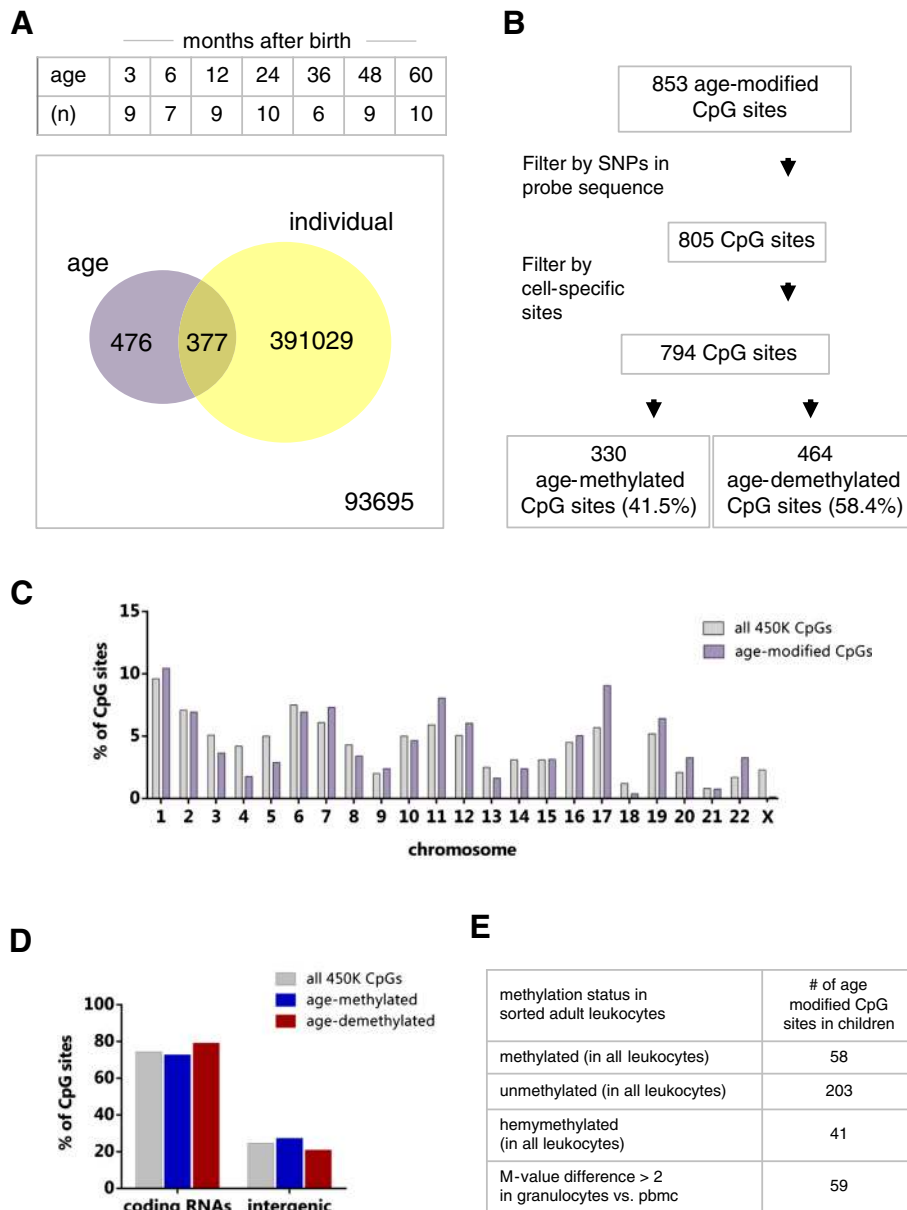 A
months after birth
age 3 6 12 24 36 48 60
(n) 9 7 9 10 6 9 10
individual
age
476 377 391029
93695
B
853 age-modified
CpG sites
Filter by SNPs in
probe sequence
805 CpG sites
Filter by
cell-specific
sites
794 CpG sites
330
age-methylated
CpG sites (41.5%)
464
age-demethylated
CpG sites (58.4%)
C
15
10
5
0
% of CpG sites
all 450K CpGs
age-modified CpGs
1 2 3 4 5 6 7 8 9 10 11 12 13 14 15 16 17 18 19 20 21 22 X
chromosome
D
all 450K CpGs
age-methylated
age-demethylated
100
80
60
40
20
0
% of CpG sites
coding RNAs intergenic
E
methylation status in
sorted adult leukocytes
# of age
modified CpG
sites in children
methylated (in all leukocytes) 58
unmethylated (in all leukocytes) 203
hemymethylated
(in all leukocytes)
41
M-value difference > 2
in granulocytes vs. pbmc
59